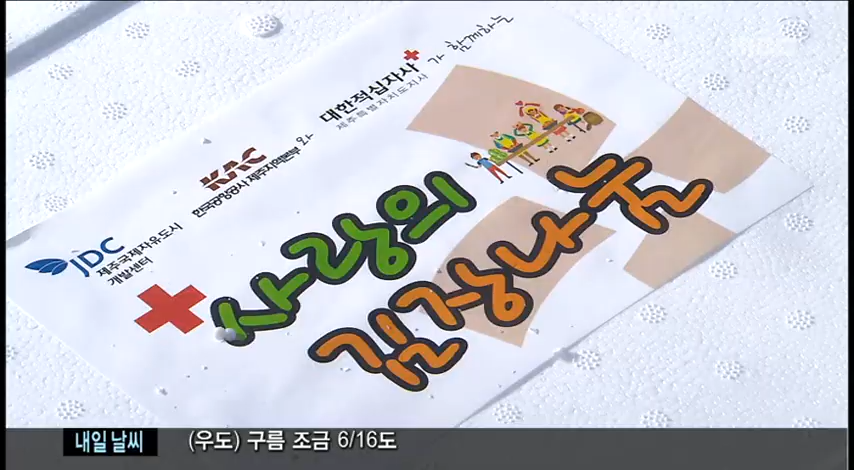 JDC 제주국제자유도시
개발센터
KAC
한국공항공사 제주지역본부 와
대한적십자사
제주특별자치도지사 가 함께하는
사랑의
김장나눔
내일 날씨 (우도) 구름 조금 6/16도